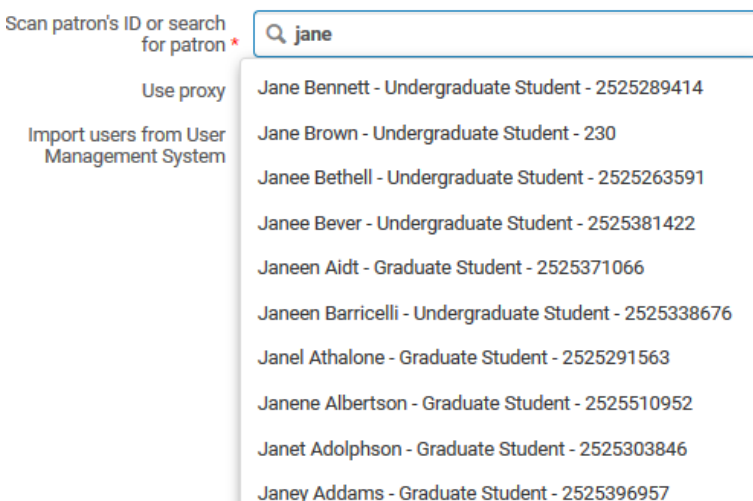 Scan patron's ID or search
for patron *
jane
Use proxy
Import users from User
Management System
Jane Bennett - Undergraduate Student - 2525289414
Jane Brown - Undergraduate Student - 230
Janee Bethell - Undergraduate Student - 2525263591
Janee Bever - Undergraduate Student - 2525381422
Janeen Aidt - Graduate Student - 2525371066
Janeen Barricelli - Undergraduate Student - 2525338676
Janel Athalone - Graduate Student - 2525291563
Janene Albertson - Graduate Student - 2525510952
Janet Adolphson - Graduate Student - 2525303846
Janey Addams - Graduate Student - 2525396957